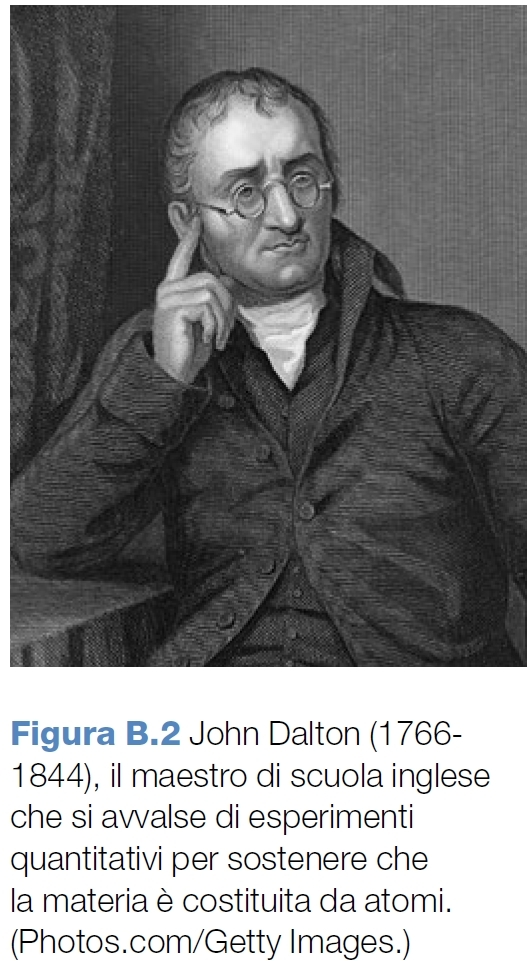 Figura B.2 John Dalton (1766-
1844), il maestro di scuola inglese
che si avvalse di esperimenti
quantitativi per sostenere che
la materia è costituita da atomi.
(Photos.com/Getty Images.)